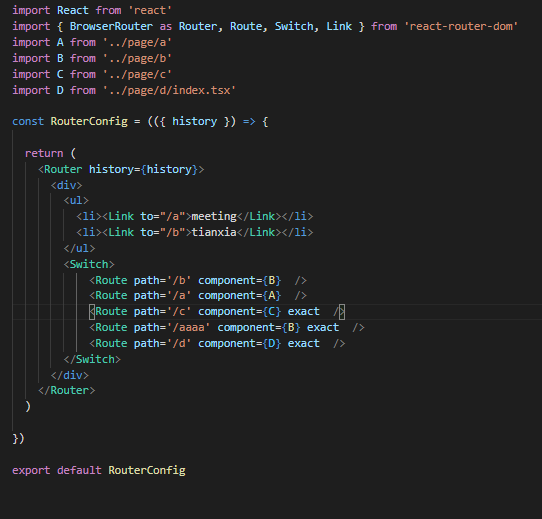 import React from 'react'
import { BrowserRouter as Router, Route, Switch, Link } from 'react-router-dom'
import A from '../page/a'
import B from '../page/b'
import C from '../page/c'
import D from '../page/d/index.tsx'
const RouterConfig = (({ history }) => {
return (
<Router history={history}>
<div>
<ul>
<li><Link to="/a">meeting</Link></li>
<li><Link to="/b">tianxia</Link></li>
</ul>
<Switch>
<Route path='/b' component={B}  />
<Route path='/a' component={A}  />
<Route path='/c' component={C} exact  />
<Route path='/aaaa' component={B} exact  />
<Route path='/d' component={D} exact  />
</Switch>
</div>
</Router>
)
})
export default RouterConfig